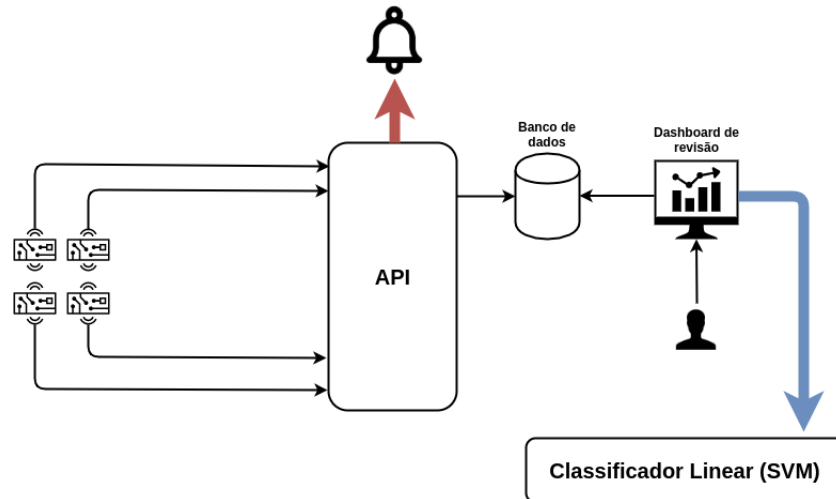 Banco de
dados
Dashboard de
revisão
API
Classificador Linear (SVM)